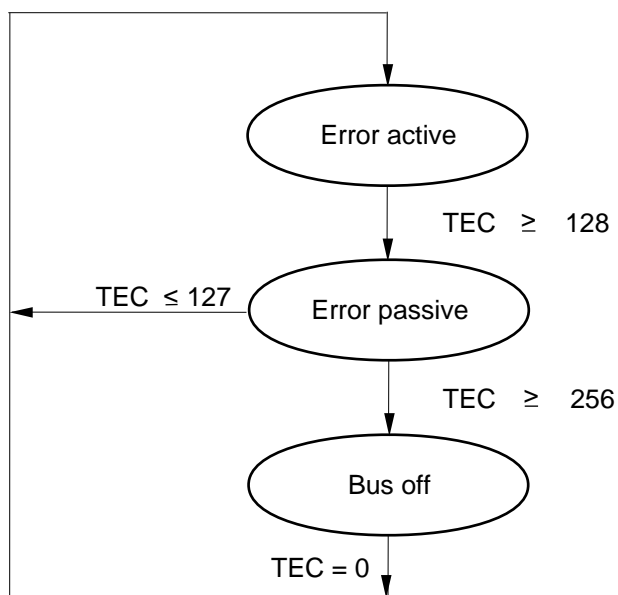 Error active
TEC ≥ 128
TEC ≤ 127
Error passive
TEC ≥ 256
Bus off
TEC = 0